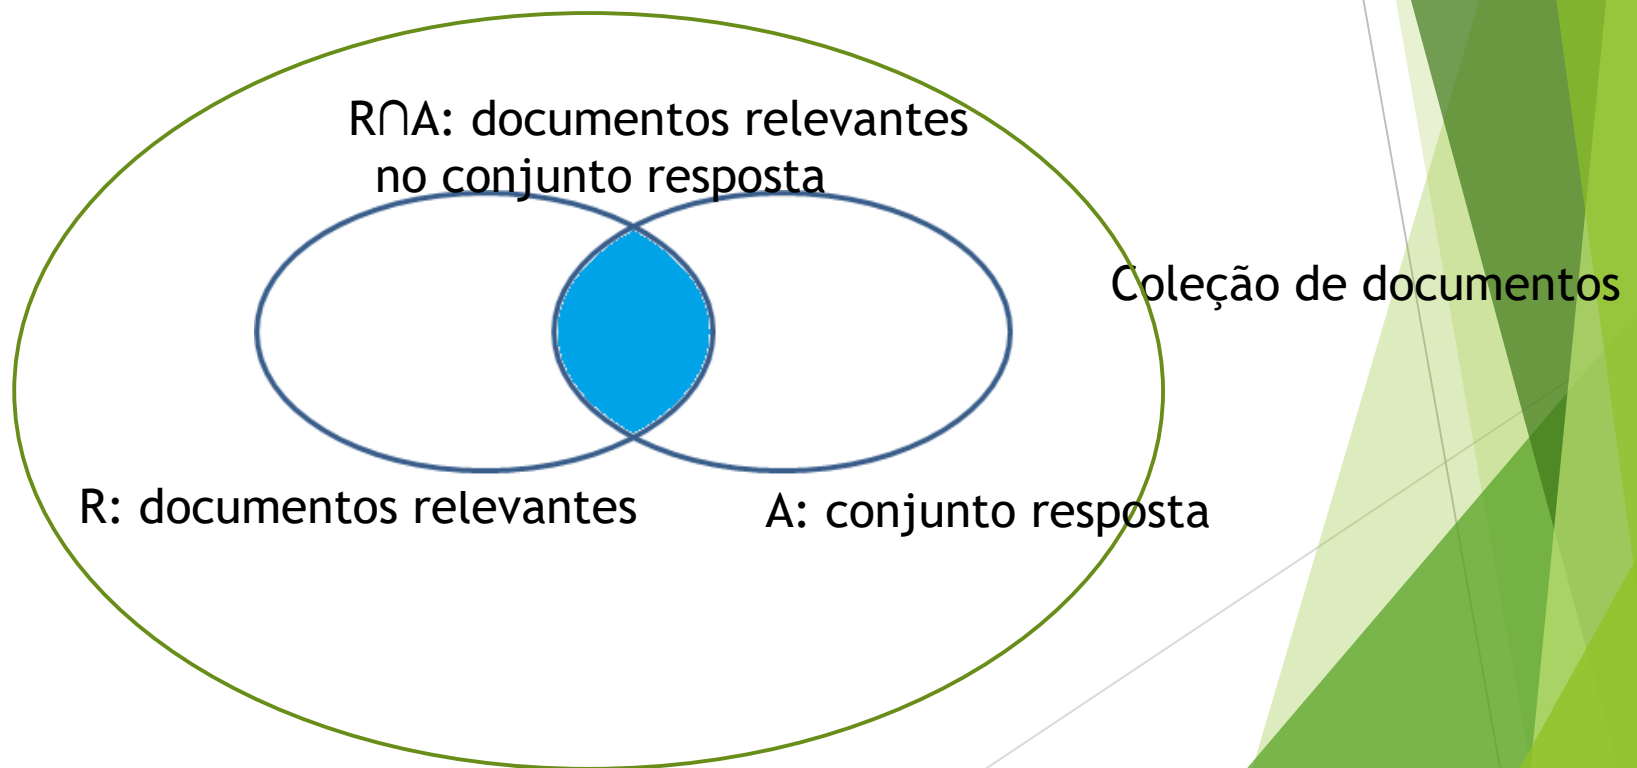 R∩A: documentos relevantes
no conjunto resposta
Coleção de documentos
R: documentos relevantes
A: conjunto resposta